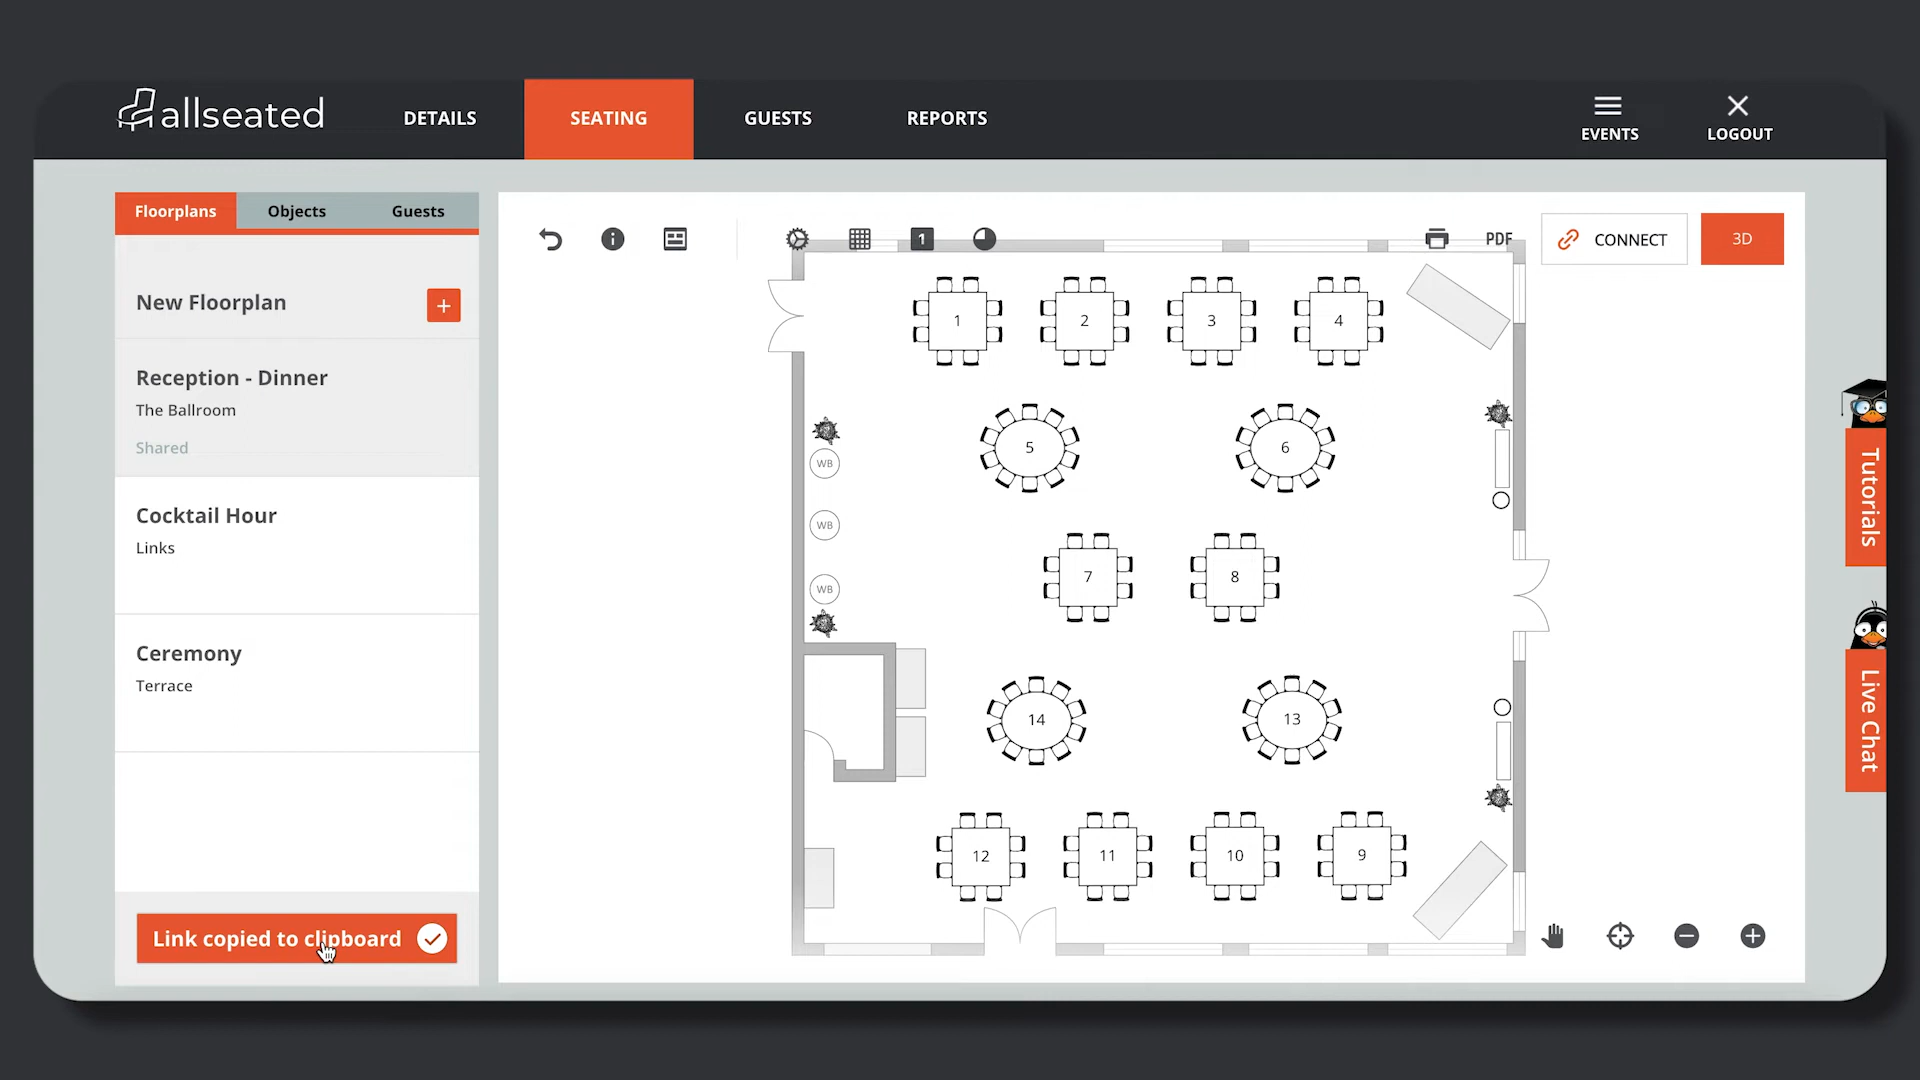 allseated
DETAILS
SEATING
GUESTS
REPORTS
EVENTS
LOGOUT
Floorplans
Objects
Guests
New Floorplan
Reception - Dinner
The Ballroom
Shared
Cocktail Hour
Links
Ceremony
Terrace
Link copied to clipboard
1
PDF
CONNECT
3D
1
2
3
4
5
6
WB
WB
7
8
WB
14
13
12
11
10
9
Tutorials
Live Chat